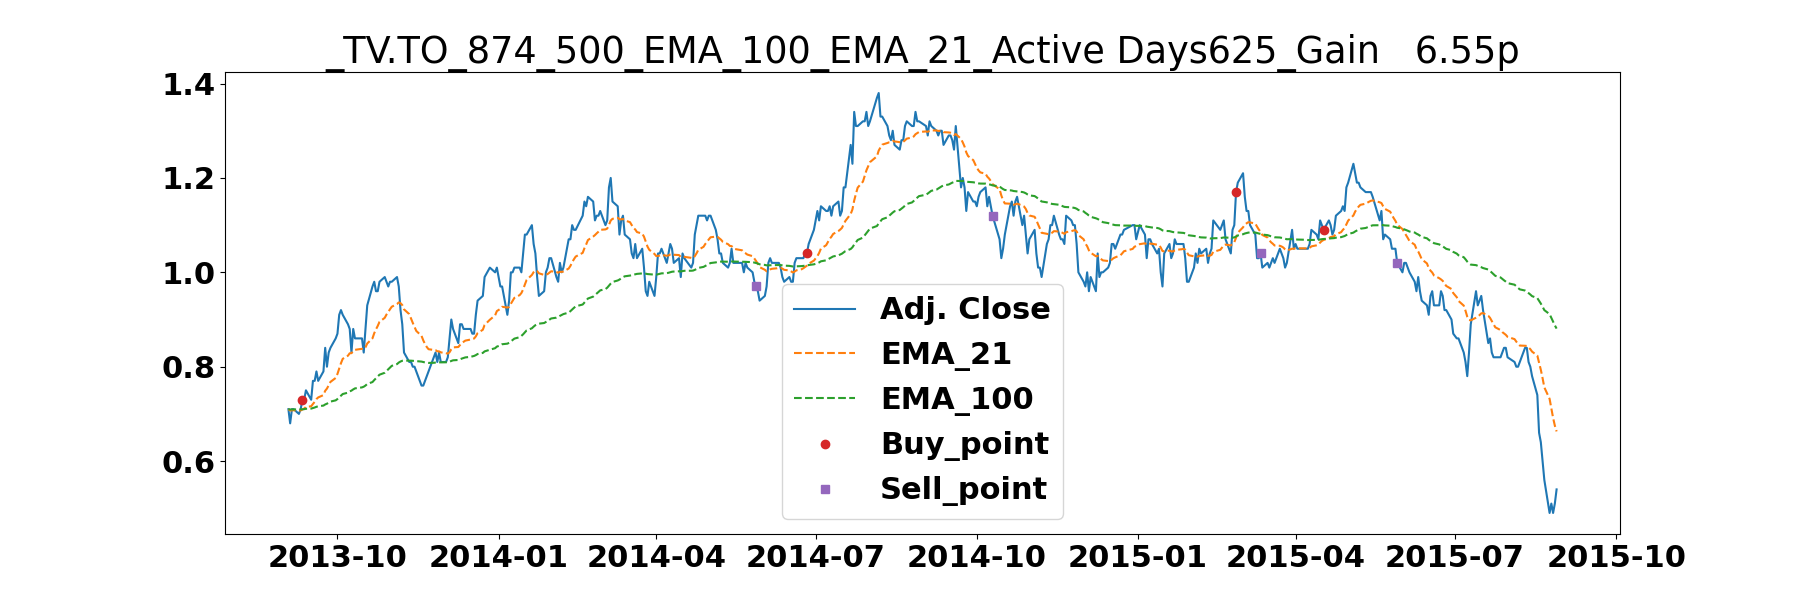 _TV.TO_874_500_EMA_100_EMA_21_Active Days625_Gain   6.55p
1.4
1.2
1.0
0.8
0.6
Adj. Close
EMA_21
EMA_100
Buy_point
Sell_point
2013-10 2014-01 2014-04 2014-07 2014-10 2015-01 2015-04 2015-07 2015-10